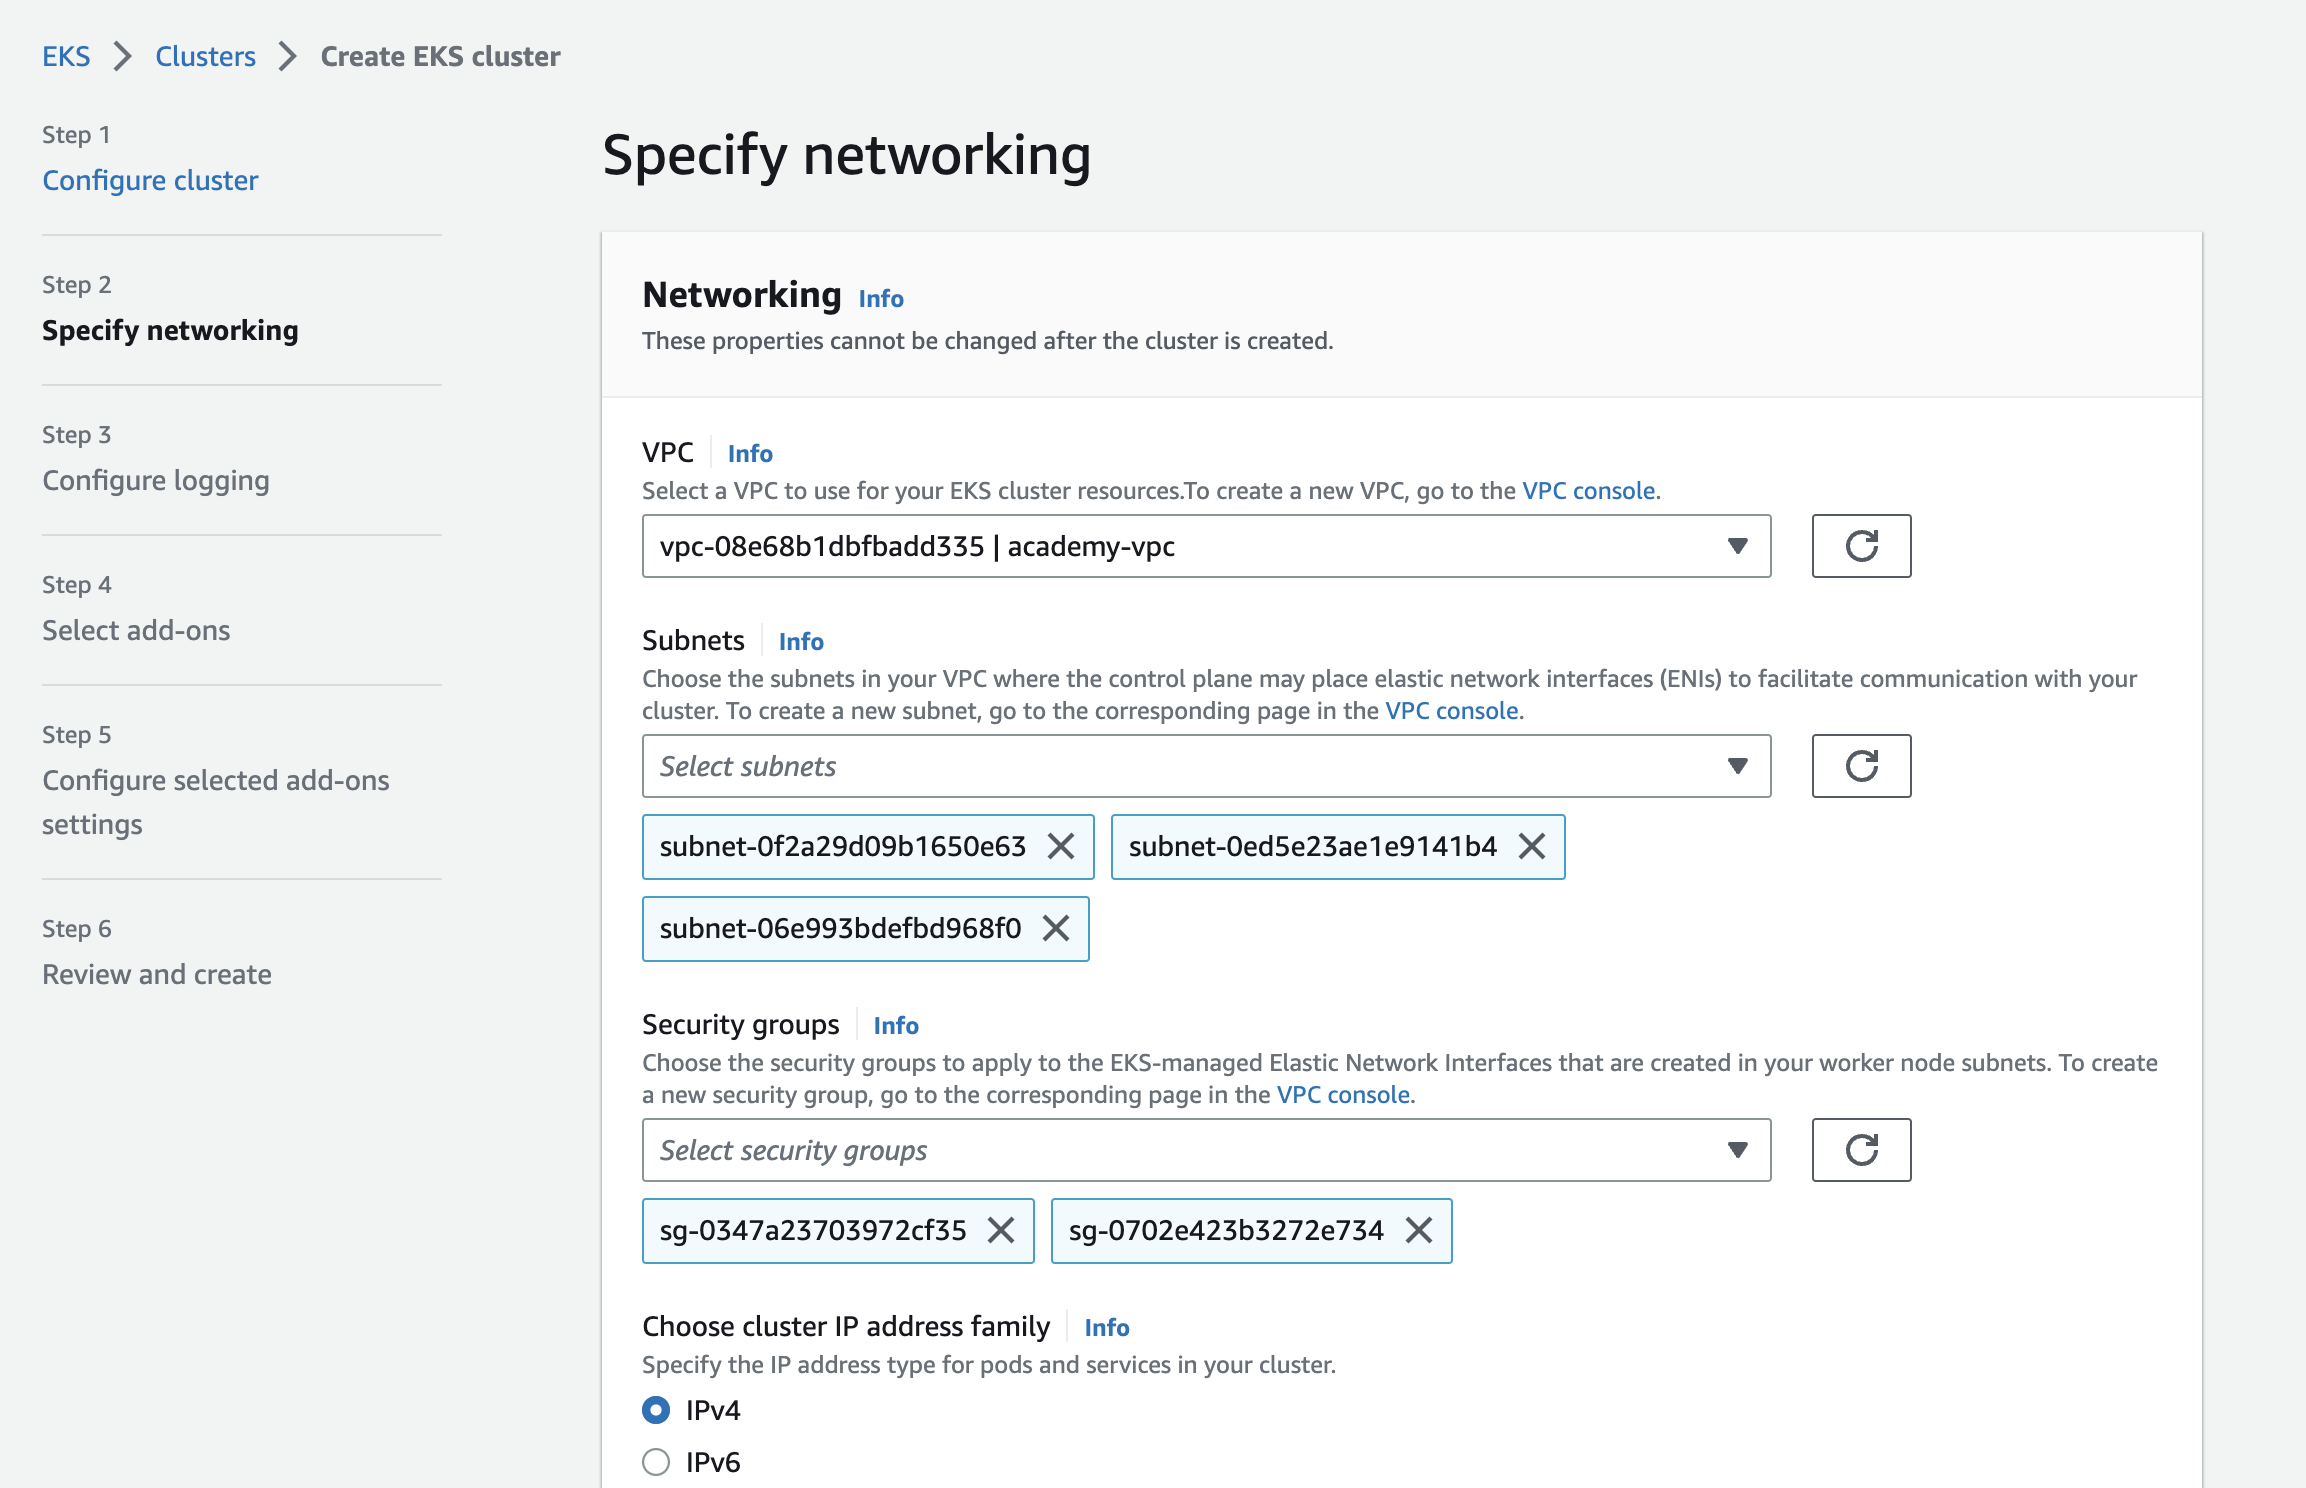 EKS > Clusters > Create EKS cluster
Step 1
Configure cluster
Step 2
Specify networking
Step 3
Configure logging
Step 4
Select add-ons
Step 5
Configure selected add-ons
settings
Step 6
Review and create
Specify networking
Networking Info
These properties cannot be changed after the cluster is created.
VPC Info
Select a VPC to use for your EKS cluster resources.To create a new VPC, go to the VPC console.
vpc-08e68b1dbfbadd335 | academy-vpc
Subnets Info
Choose the subnets in your VPC where the control plane may place elastic network interfaces (ENIs) to facilitate communication with your
cluster. To create a new subnet, go to the corresponding page in the VPC console.
Select subnets
subnet-0f2a29d09b1650e63 subnet-0ed5e23ae1e9141b4
subnet-06e993bdefbd968f0
Security groups Info
Choose the security groups to apply to the EKS-managed Elastic Network Interfaces that are created in your worker node subnets. To create
a new security group, go to the corresponding page in the VPC console.
Select security groups
sg-0347a23703972cf35 sg-0702e423b3272e734
Choose cluster IP address family Info
Specify the IP address type for pods and services in your cluster.
IPv4
IPv6